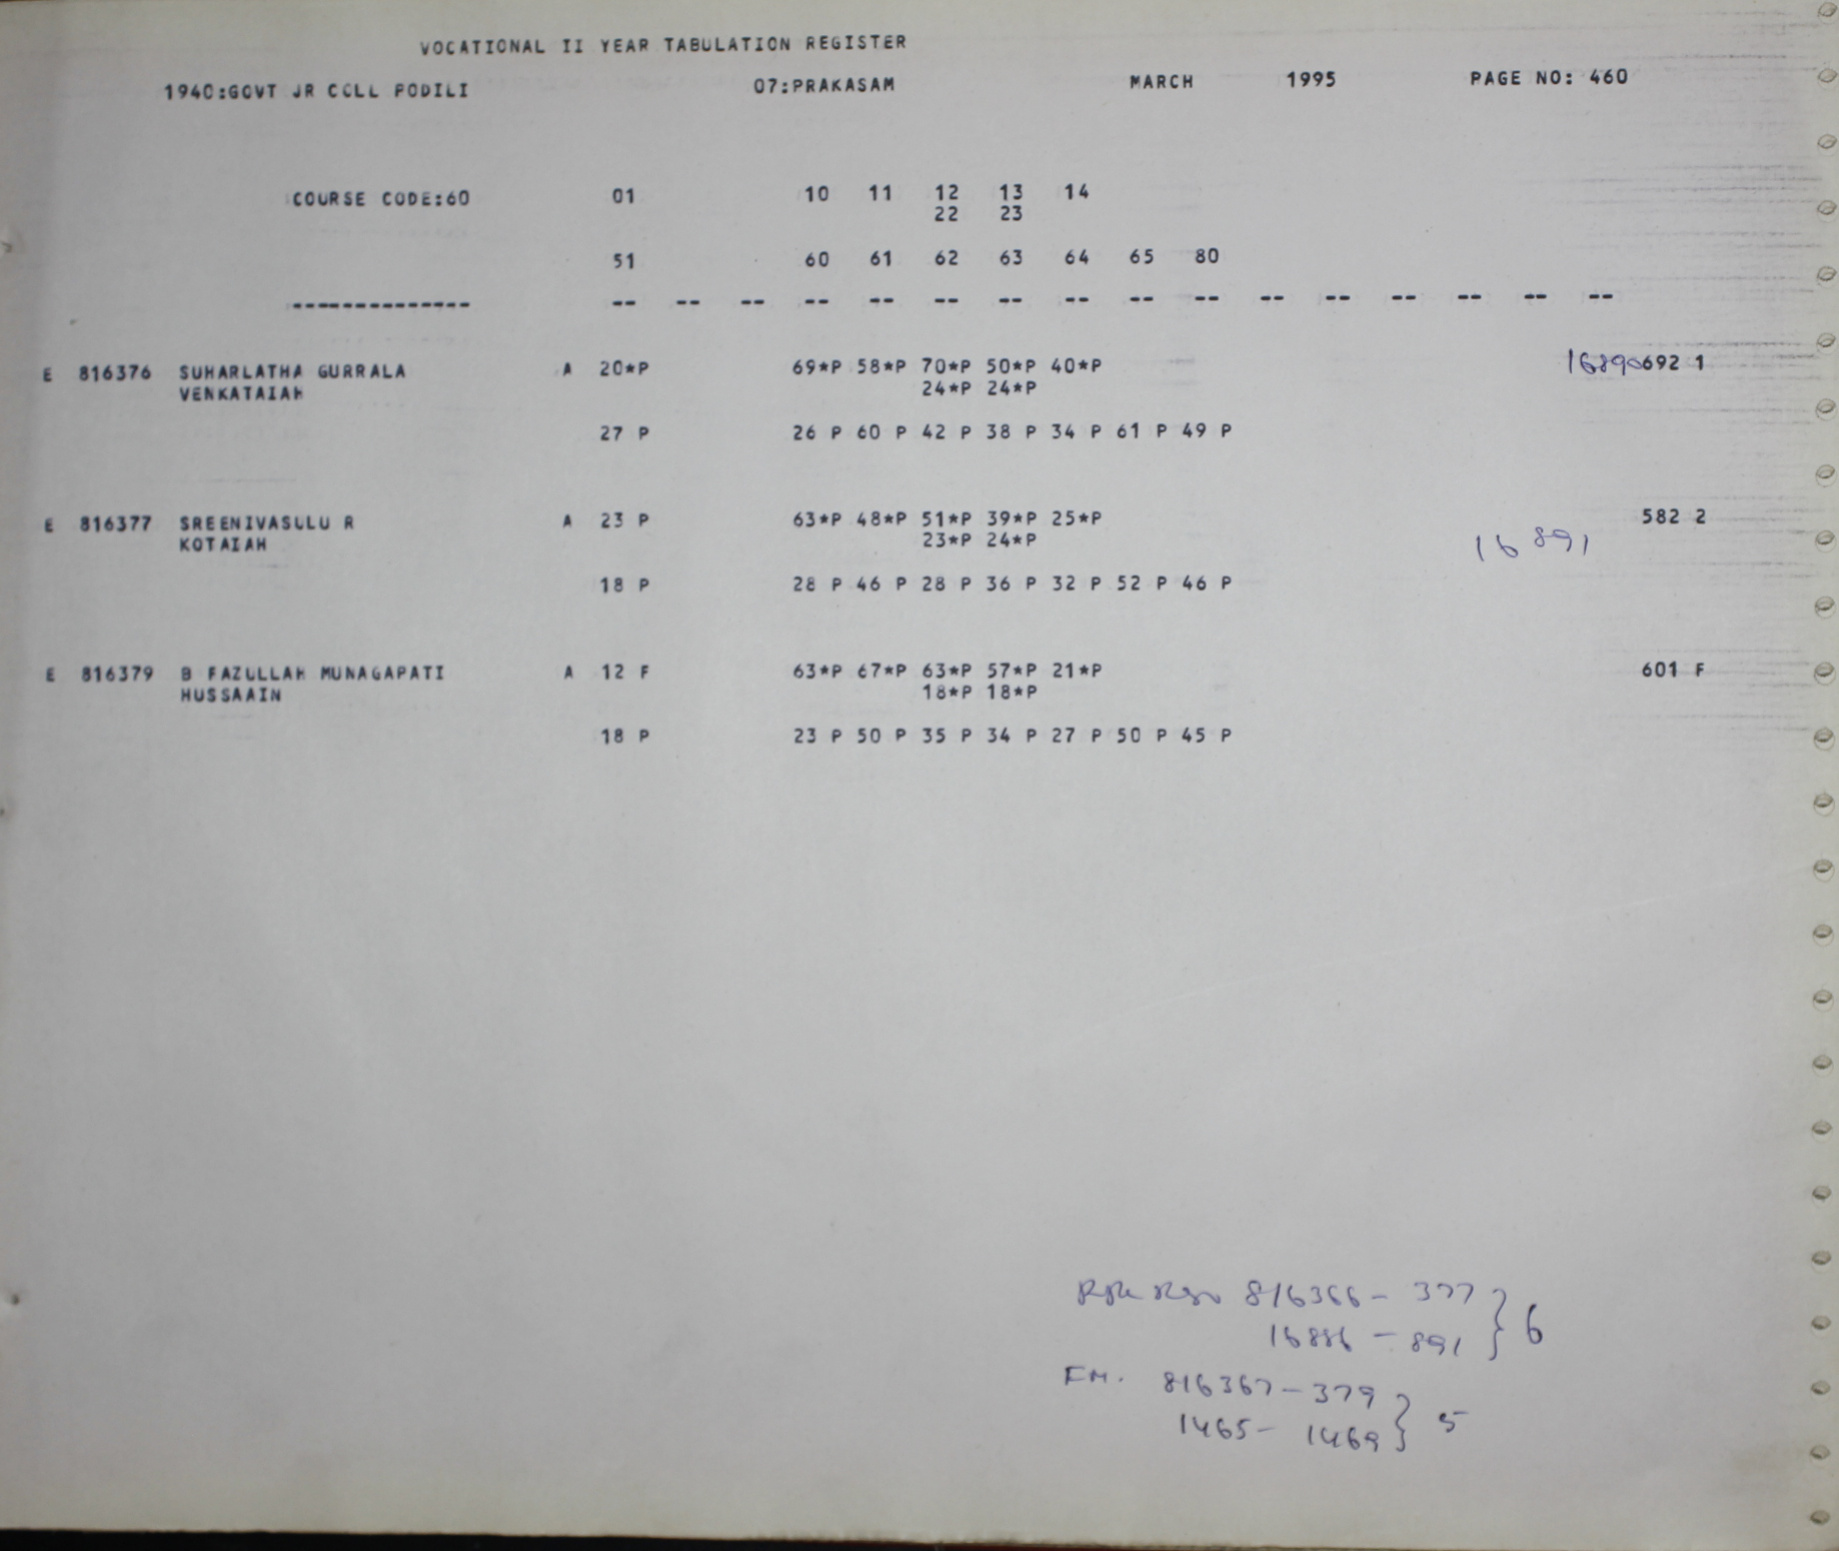 VOCATIONAL II YEAR TABULATION REGISTER
1940:GOVT JR COLL PODILI 07:PRAKASAM MARCH 1995 PAGE NO: 460
COURSE CODE:60 01 10 11 12 13 14
22 23
51 60 61 62 63 64 65 80
-------------- -- -- -- -- -- -- -- -- -- -- -- -- -- -- -- --
E 816376 SUHARLATHA GURRALA A 20*P 69*P 58*P 70*P 50*P 40*P 16890 692 1
VENKATAIAH 24*P 24*P
27 P 26 P 60 P 42 P 38 P 34 P 61 P 49 P
E 816377 SREENIVASULU R A 23 P 63*P 48*P 51*P 39*P 25*P 582 2
KOTAIAH 23*P 24*P 16891
18 P 28 P 46 P 28 P 36 P 32 P 52 P 46 P
E 816379 B FAZULLAH MUNAGAPATI A 12 F 63*P 67*P 63*P 57*P 21*P 601 F
HUSSAAIN 18*P 18*P
18 P 23 P 50 P 35 P 34 P 27 P 50 P 45 P
816366 - 377 } 6
16886 - 891
FM. 816367 - 379 } 5
1465 - 1469